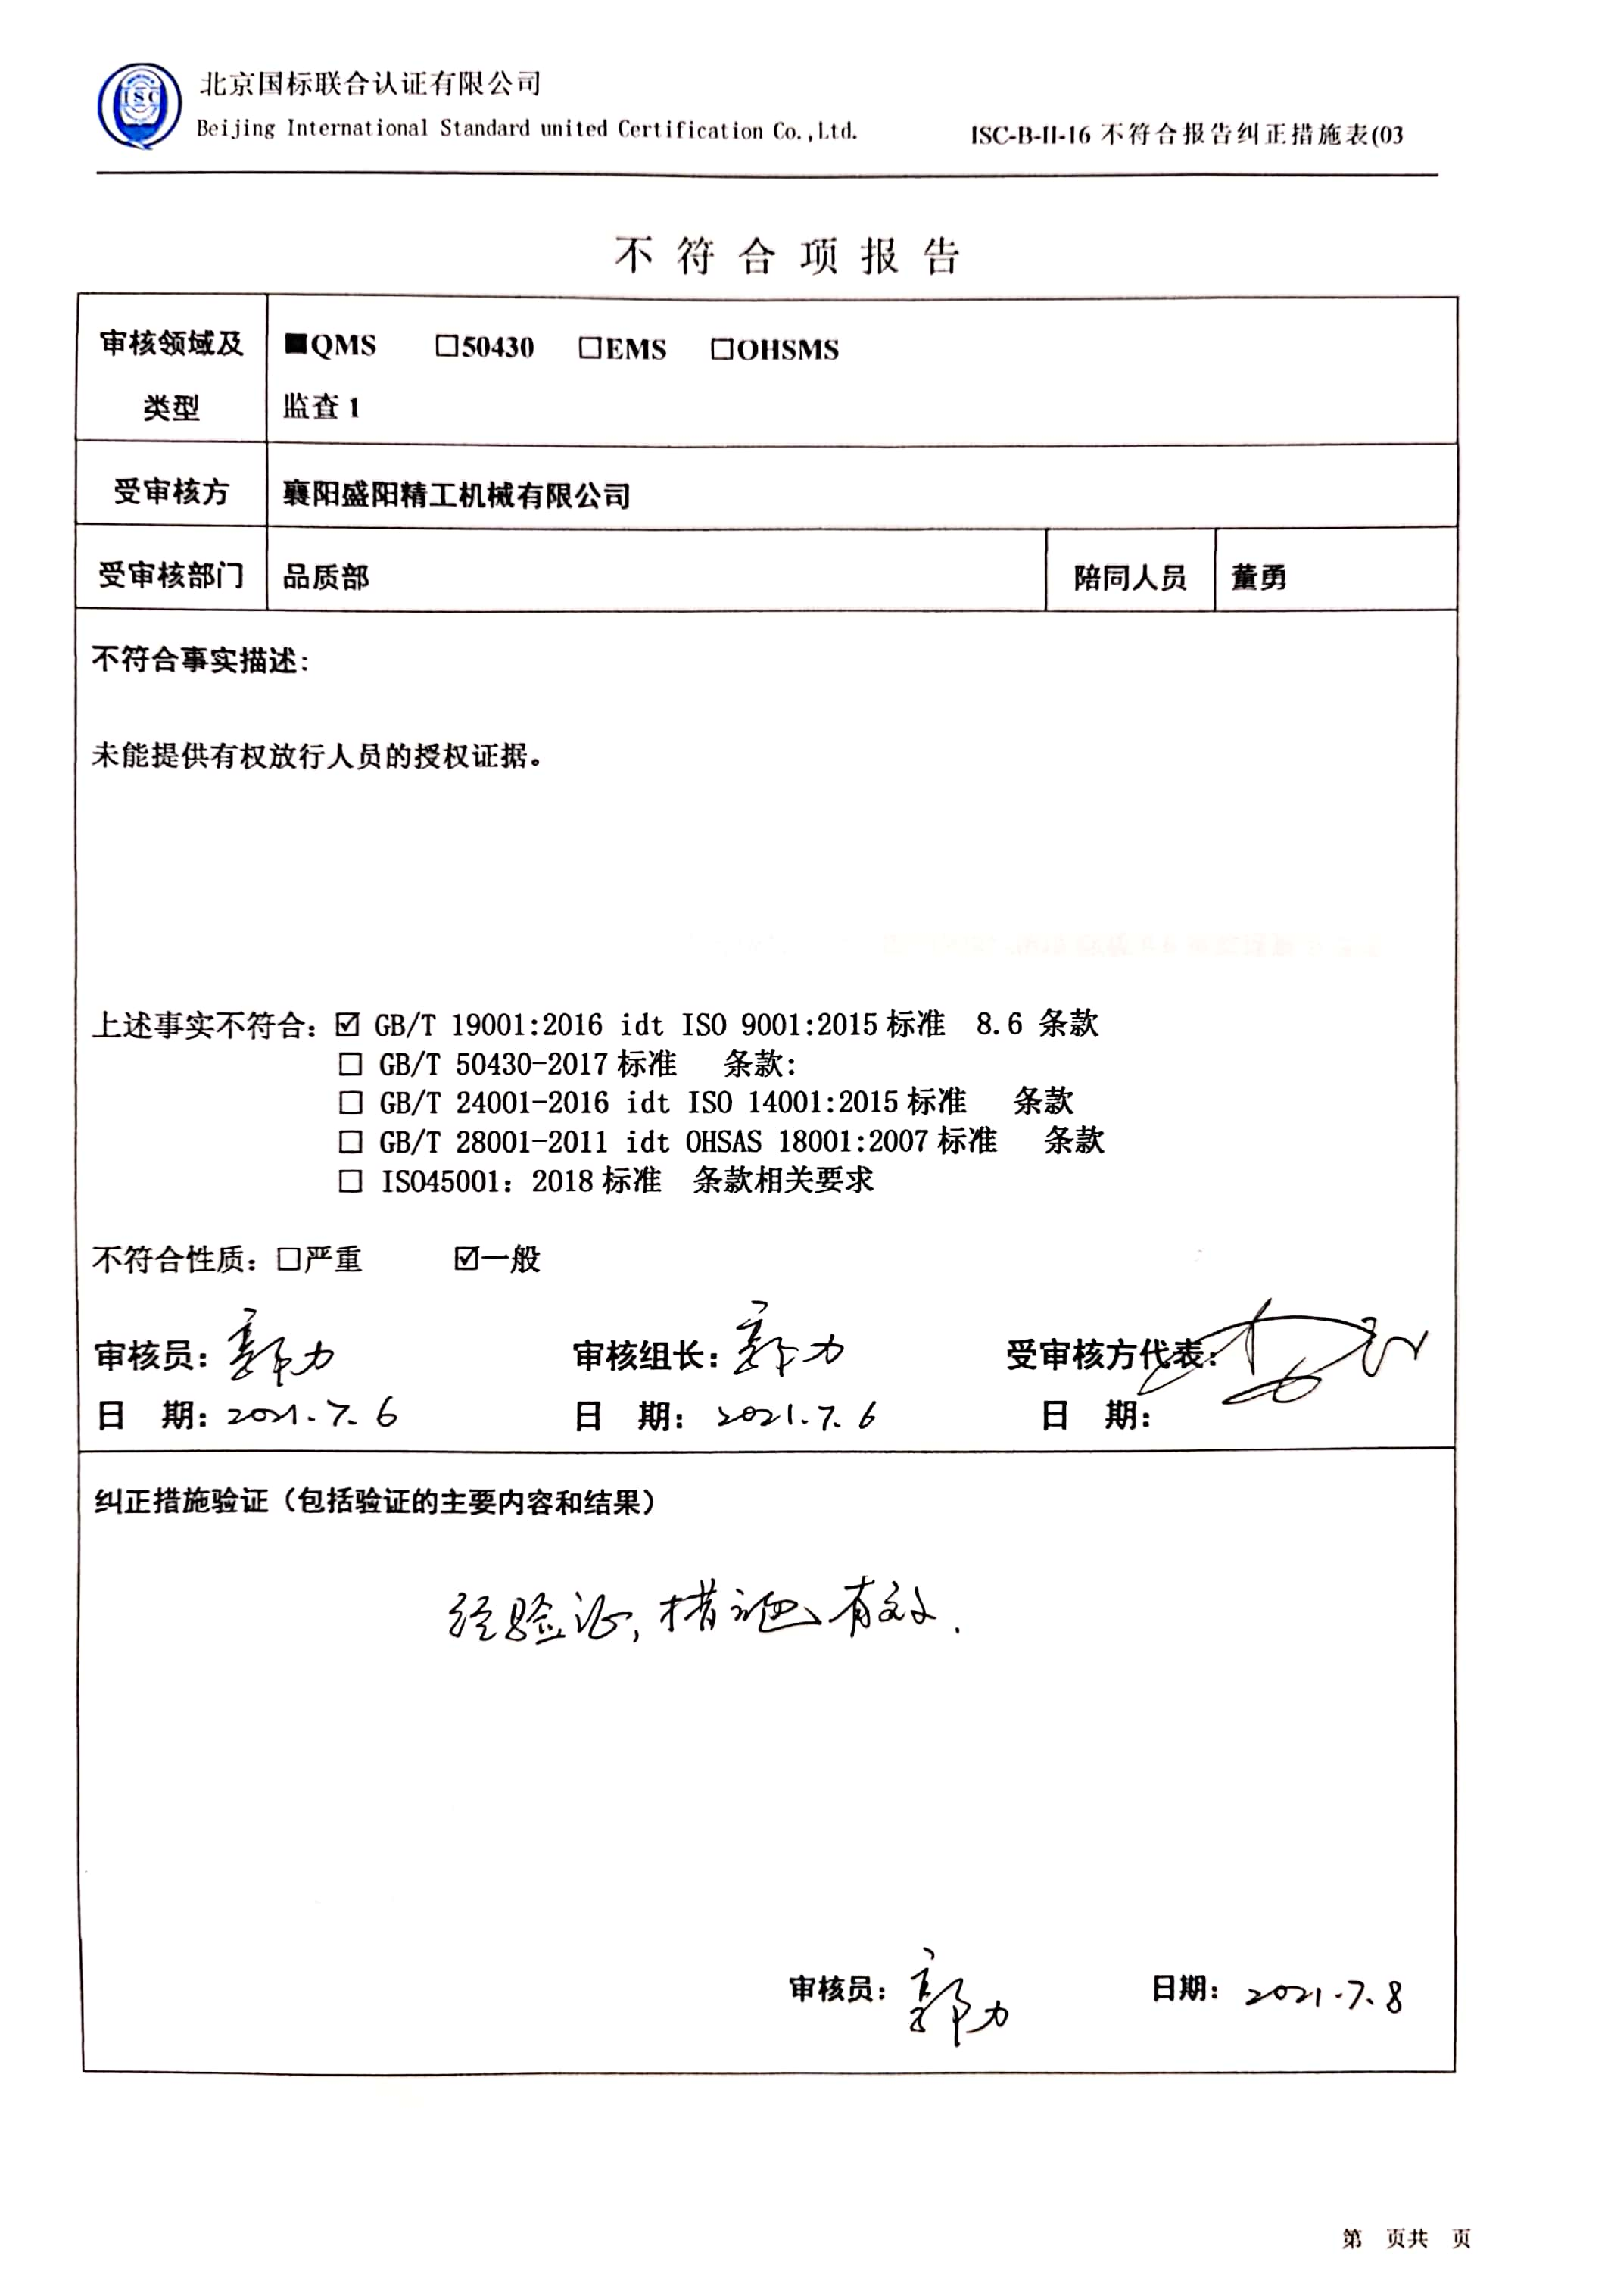 ISC
北京国标联合认证有限公司
Beijing International Standard united Certification Co.,Ltd.
ISC-B-II-16 不符合报告纠正措施表(03
不符合项报告
审核领域及类型
■QMS □50430 □EMS □OHSMS
监查 1
受审核方 襄阳盛阳精工机械有限公司
受审核部门 品质部 陪同人员 董勇
不符合事实描述:
未能提供有权放行人员的授权证据。
上述事实不符合: ☑ GB/T 19001:2016 idt ISO 9001:2015 标准 8.6 条款
□ GB/T 50430-2017 标准 条款:
□ GB/T 24001-2016 idt ISO 14001:2015 标准 条款
□ GB/T 28001-2011 idt OHSAS 18001:2007 标准 条款
□ ISO45001: 2018 标准 条款相关要求
不符合性质: □严重 ☑一般
审核员: 郭力 审核组长: 郭力 受审核方代表:
日 期: 2021.7.6 日 期: 2021.7.6 日 期:
纠正措施验证（包括验证的主要内容和结果）
经验证,措施有效.
审核员: 郭力 日期: 2021.7.8
第 页共 页